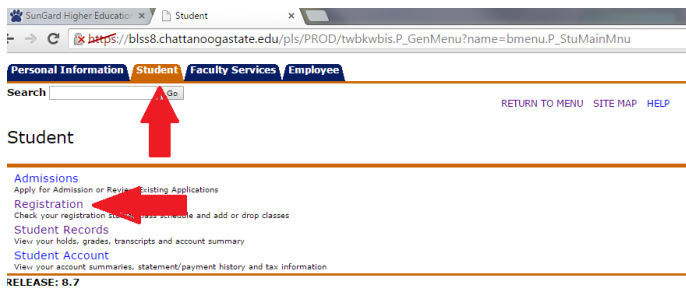 SunGard Higher Education
Student
https://blss8.chattanoogastate.edu/pls/PROD/twbkwbis.P_GenMenu?name=bmenu.P_StuMainMnu
Personal Information Student Faculty Services Employee
Search Go
RETURN TO MENU SITE MAP HELP
Student
Admissions
Apply for Admission or Review Existing Applications
Registration
Check your registration class schedule and add or drop classes
Student Records
View your holds, grades, transcripts and account summary
Student Account
View your account summaries, statement/payment history and tax information
RELEASE: 8.7